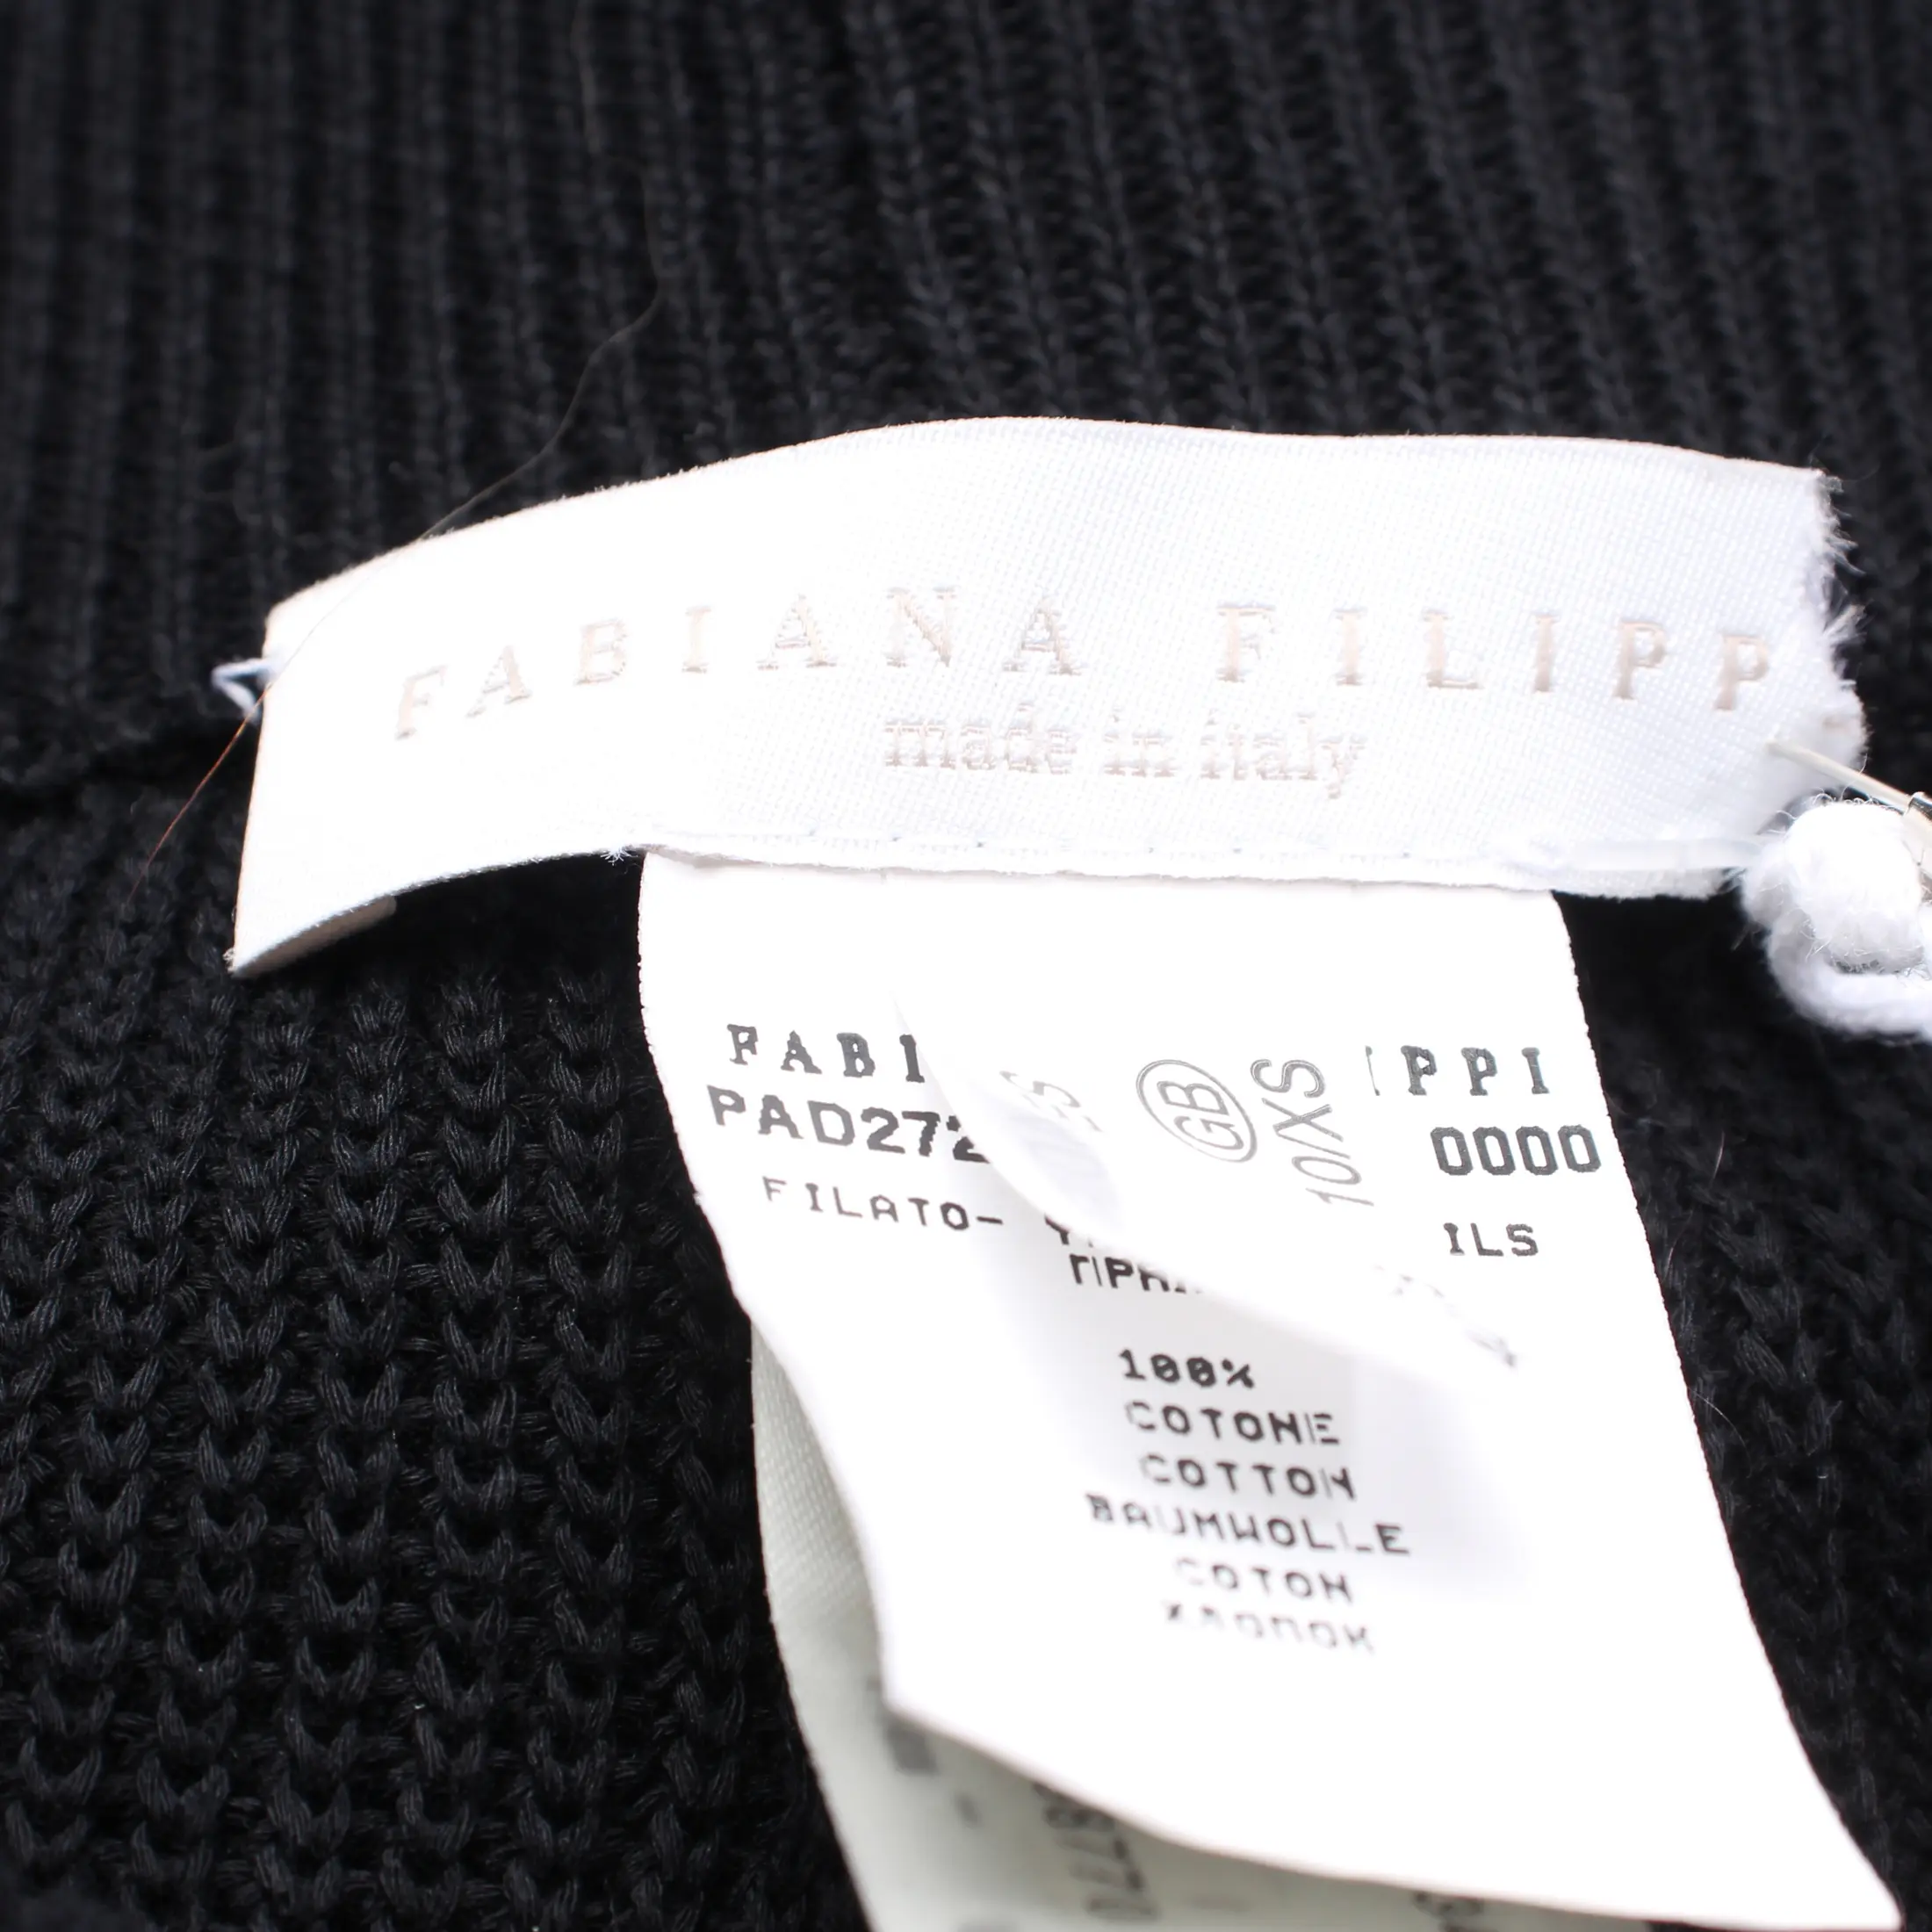 FABIANA FILIPP
made in italy
FABI
IPPI
PAD272
0000
FILATO-
ILS
GB
10/XS
100%
COTONE
COTTON
BAUMWOLLE
COTON
ХЛОПОК